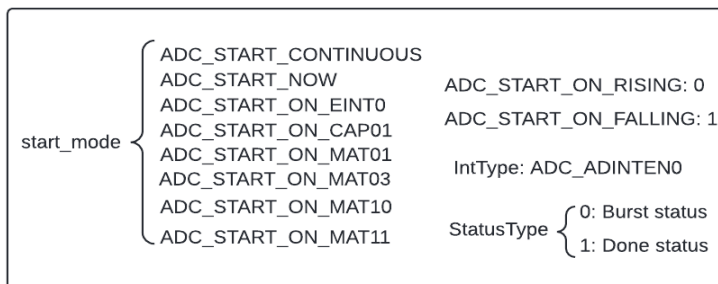 start_mode
ADC_START_CONTINUOUS
ADC_START_NOW
ADC_START_ON_EINT0
ADC_START_ON_CAP01
ADC_START_ON_MAT01
ADC_START_ON_MAT03
ADC_START_ON_MAT10
ADC_START_ON_MAT11
ADC_START_ON_RISING: 0
ADC_START_ON_FALLING: 1
IntType: ADC_ADINTEN0
StatusType
0: Burst status
1: Done status